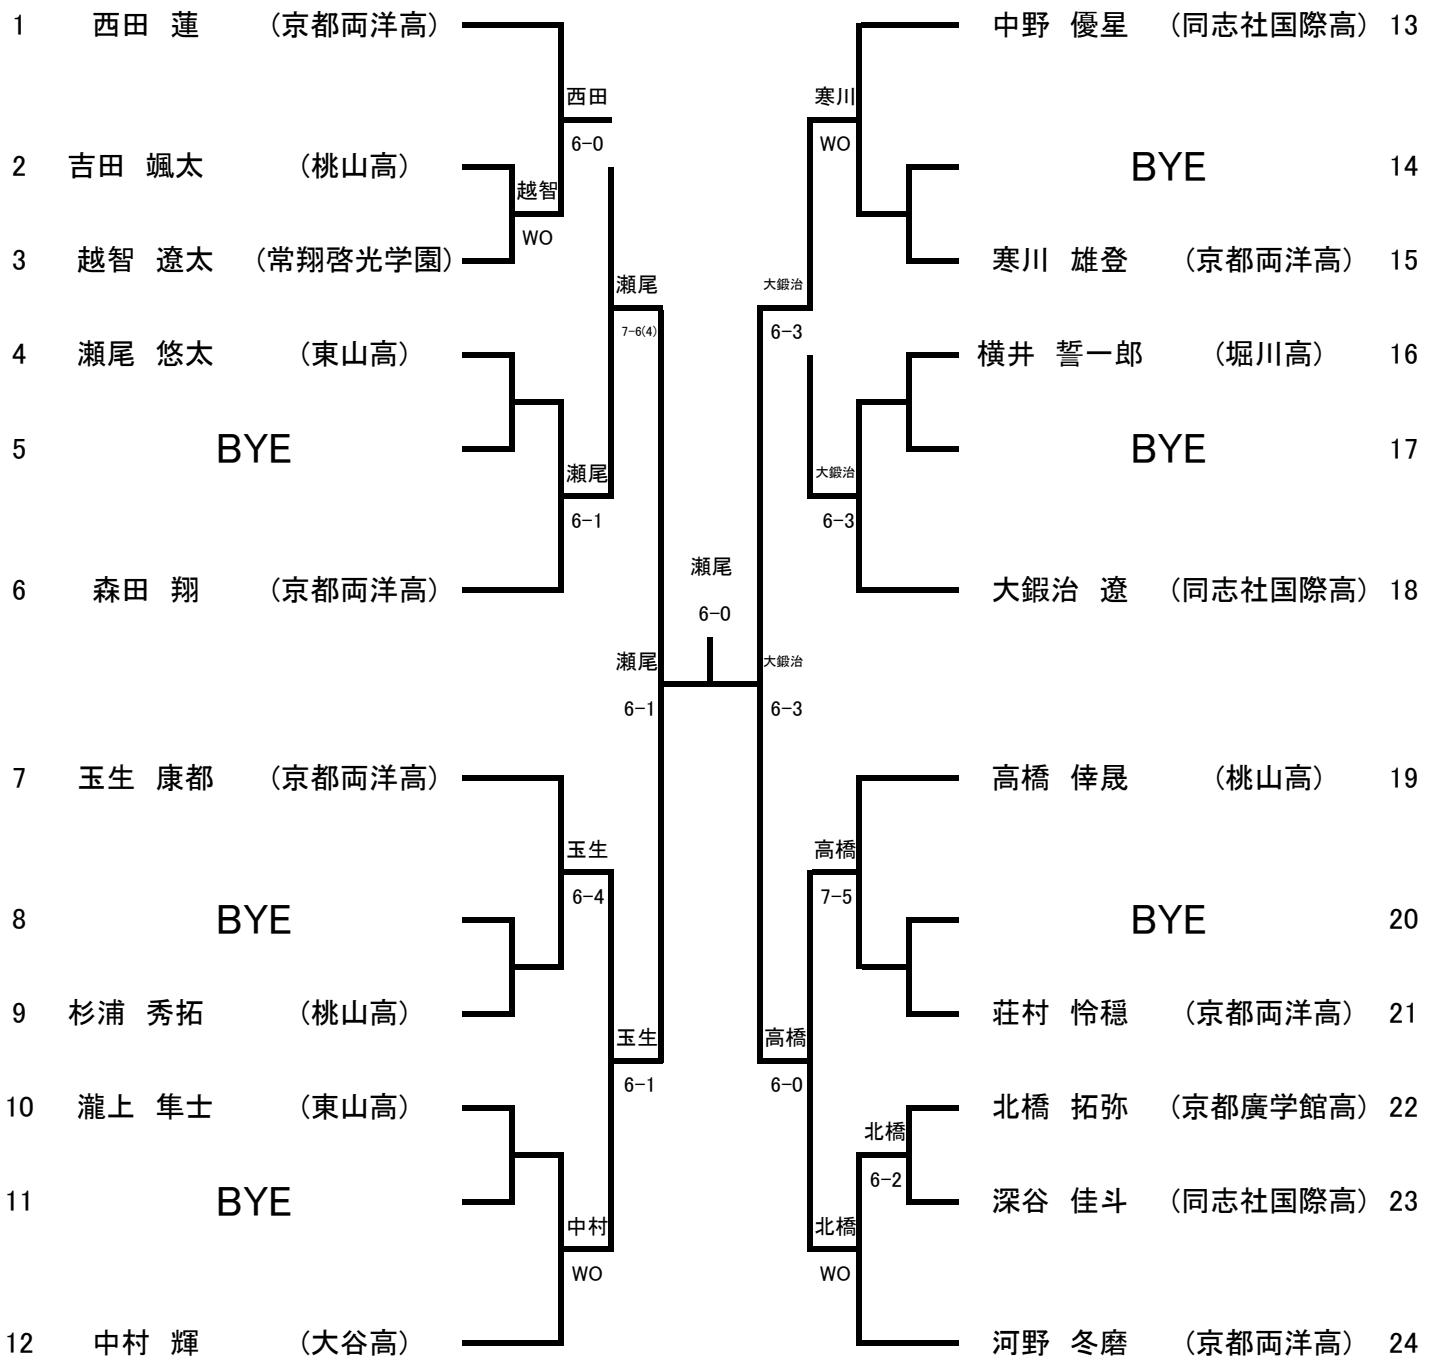 1 西田 蓮 (京都両洋高)
西田
6-0
2 吉田 颯太 (桃山高)
越智
WO
3 越智 遼太 (常翔啓光学園)
瀬尾
7-6(4)
4 瀬尾 悠太 (東山高)
5 BYE
瀬尾
6-1
6 森田 翔 (京都両洋高)
瀬尾
6-1
7 玉生 康都 (京都両洋高)
玉生
6-4
8 BYE
9 杉浦 秀拓 (桃山高)
玉生
6-1
10 瀧上 隼士 (東山高)
11 BYE
中村
WO
12 中村 輝 (大谷高)
瀬尾
6-0
中野 優星 (同志社国際高) 13
寒川
WO
BYE 14
寒川 雄登 (京都両洋高) 15
大鍛治
6-3
横井 誓一郎 (堀川高) 16
BYE 17
大鍛治
6-3
大鍜治 遼 (同志社国際高) 18
大鍛治
6-3
高橋 倖晟 (桃山高) 19
高橋
7-5
BYE 20
荘村 怜穏 (京都両洋高) 21
高橋
6-0
北橋 拓弥 (京都廣学館高) 22
北橋
6-2
深谷 佳斗 (同志社国際高) 23
北橋
WO
河野 冬磨 (京都両洋高) 24